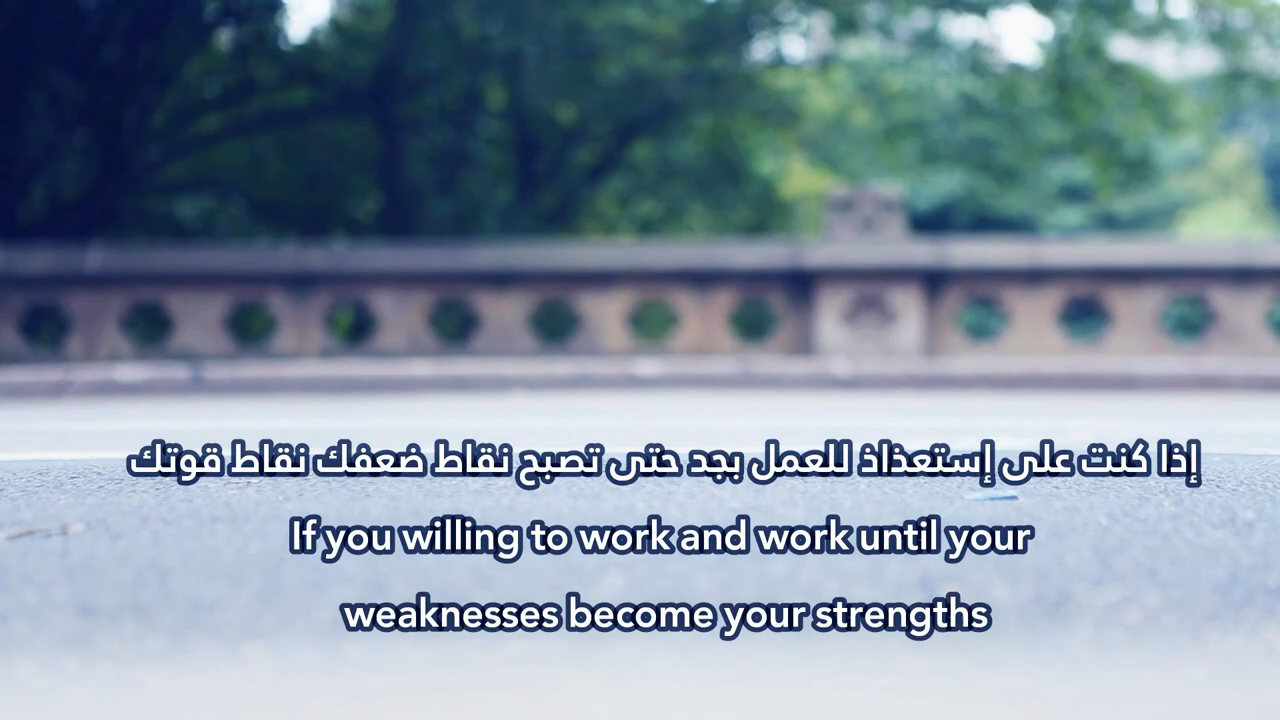 إذا كنت على إستعذاذ للعمل بجد حتى تصبح نقاط ضعفك نقاط قوتك
If you willing to work and work until your
weaknesses become your strengths